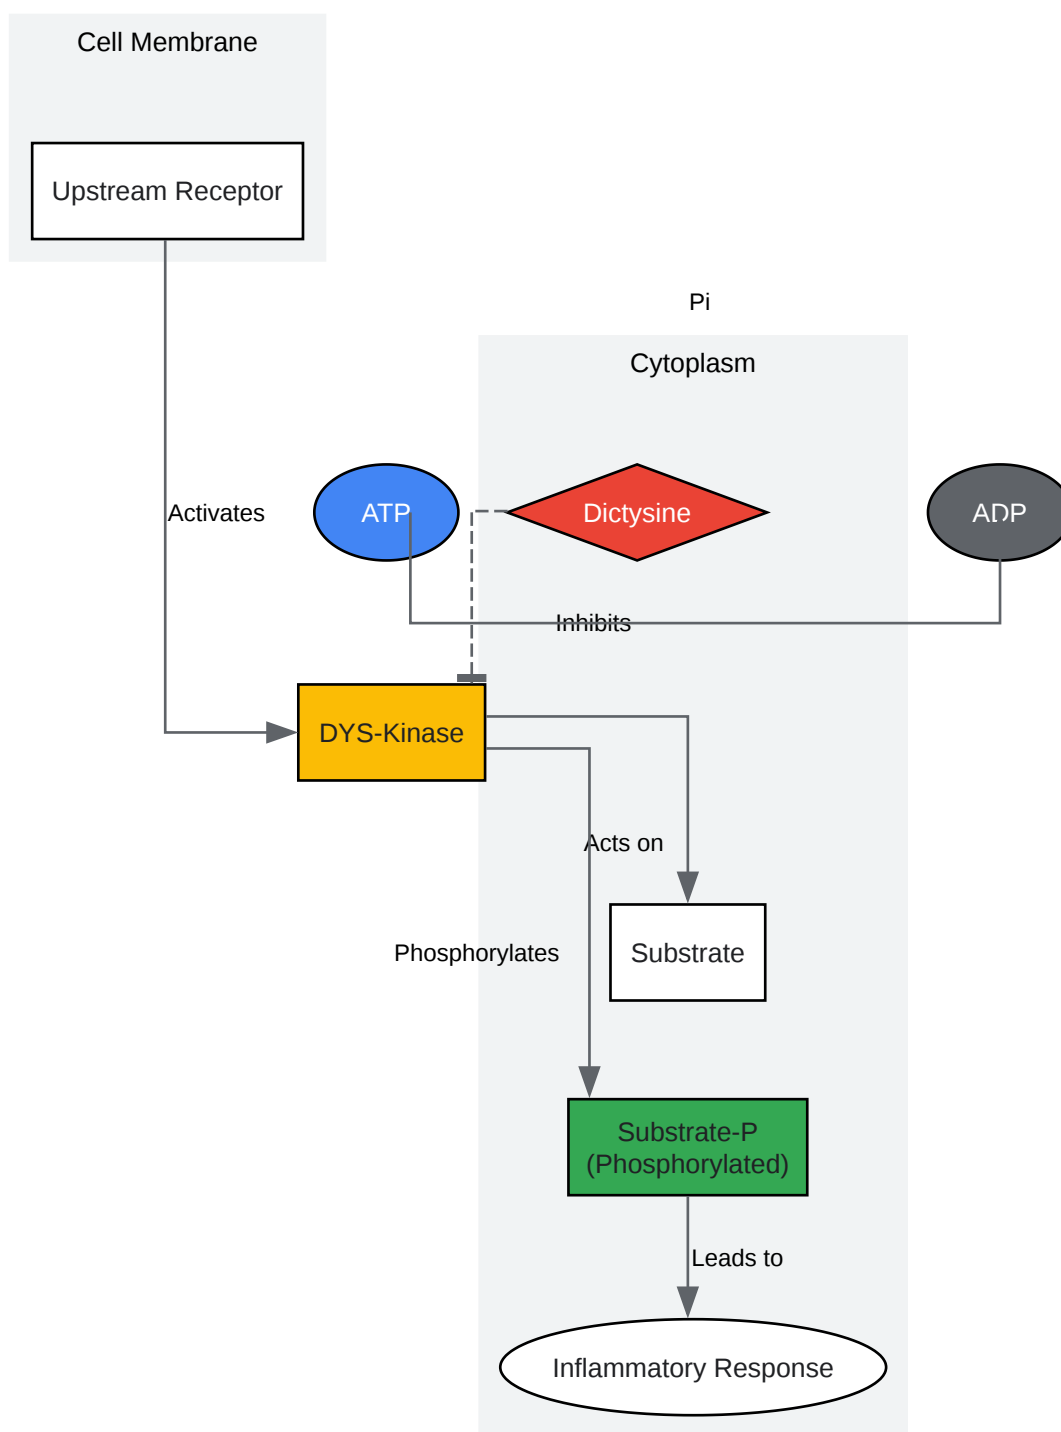 Cell Membrane
Upstream Receptor
Pi
Cytoplasm
Activates
ATP
Dictysine
ADP
Inhibits
DYS-Kinase
Acts on
Phosphorylates
Substrate
Substrate-P
(Phosphorylated)
Leads to
Inflammatory Response